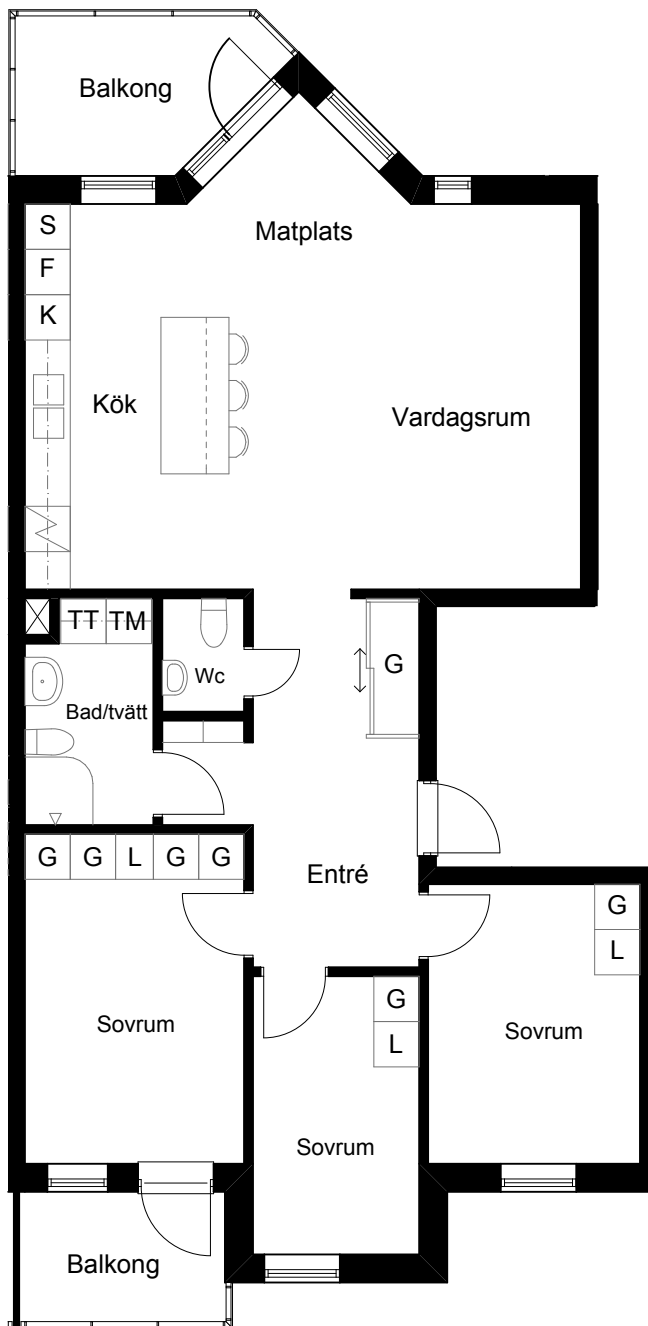 Balkong
Matplats
S
F
K
Kök
Vardagsrum
TT TM
Wc
G
Bad/tvätt
G G L G G
Entré
G
L
G
L
Sovrum
Sovrum
Sovrum
Balkong